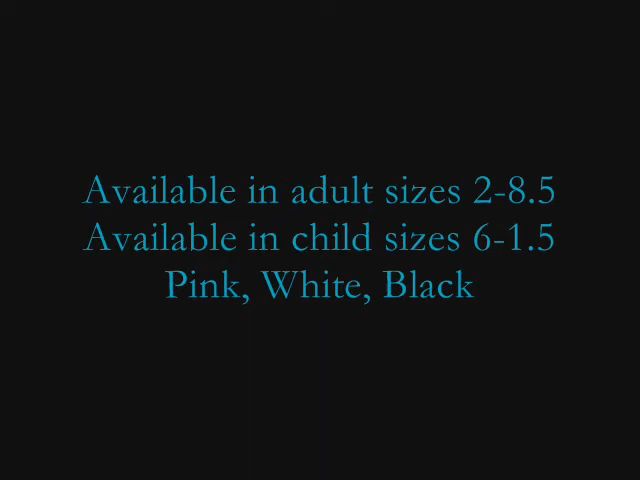 Available in adult sizes 2-8.5
Available in child sizes 6-1.5
Pink, White, Black